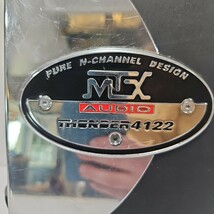 PURE N-CHANNEL DESIGN
MTX
AUDIO
THUNDER4122